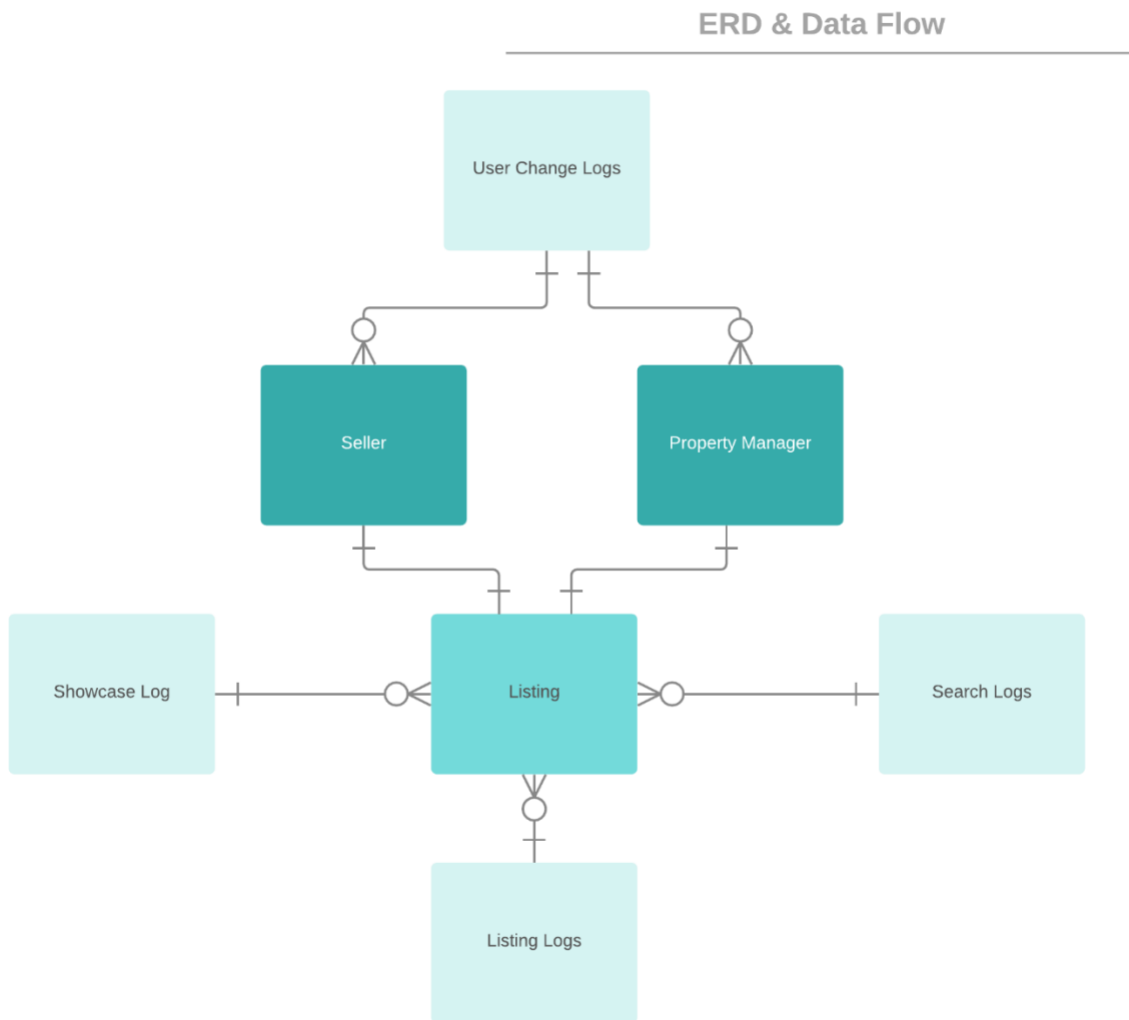 ERD & Data Flow
User Change Logs
Seller
Property Manager
Showcase Log
Listing
Search Logs
Listing Logs